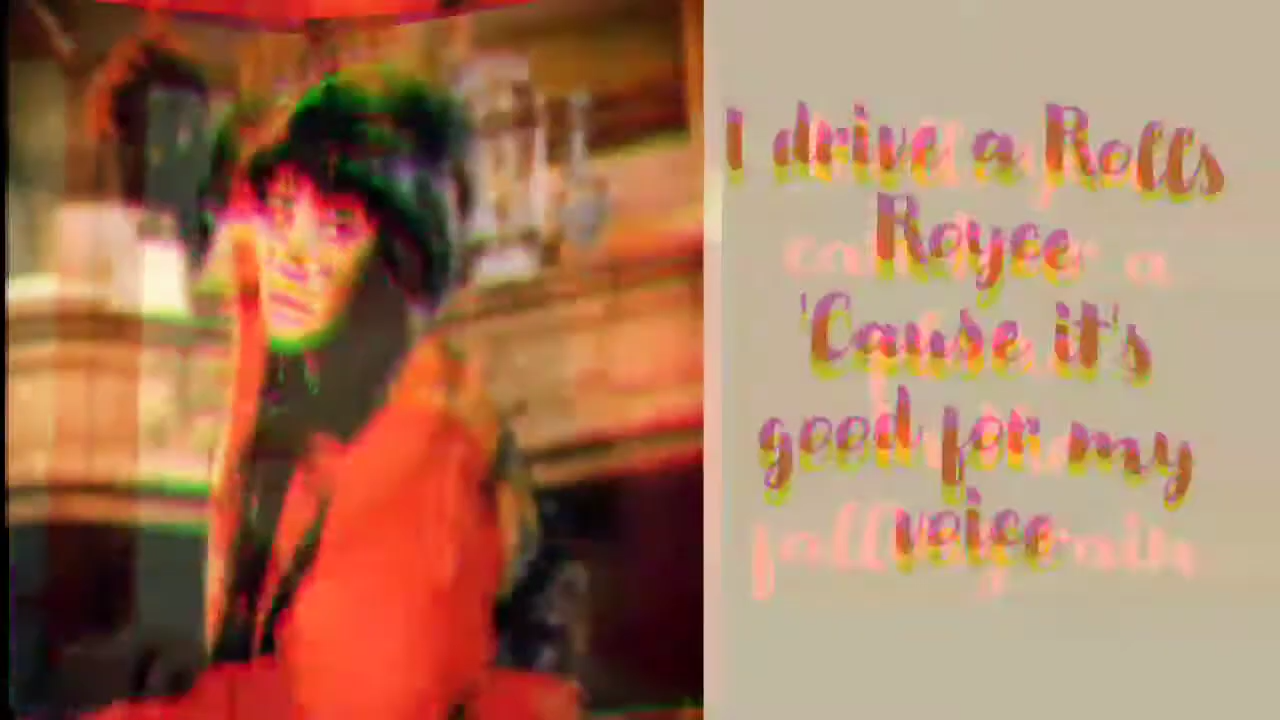 I drive a Rolls
Royce
'Cause it's
good for my
voice